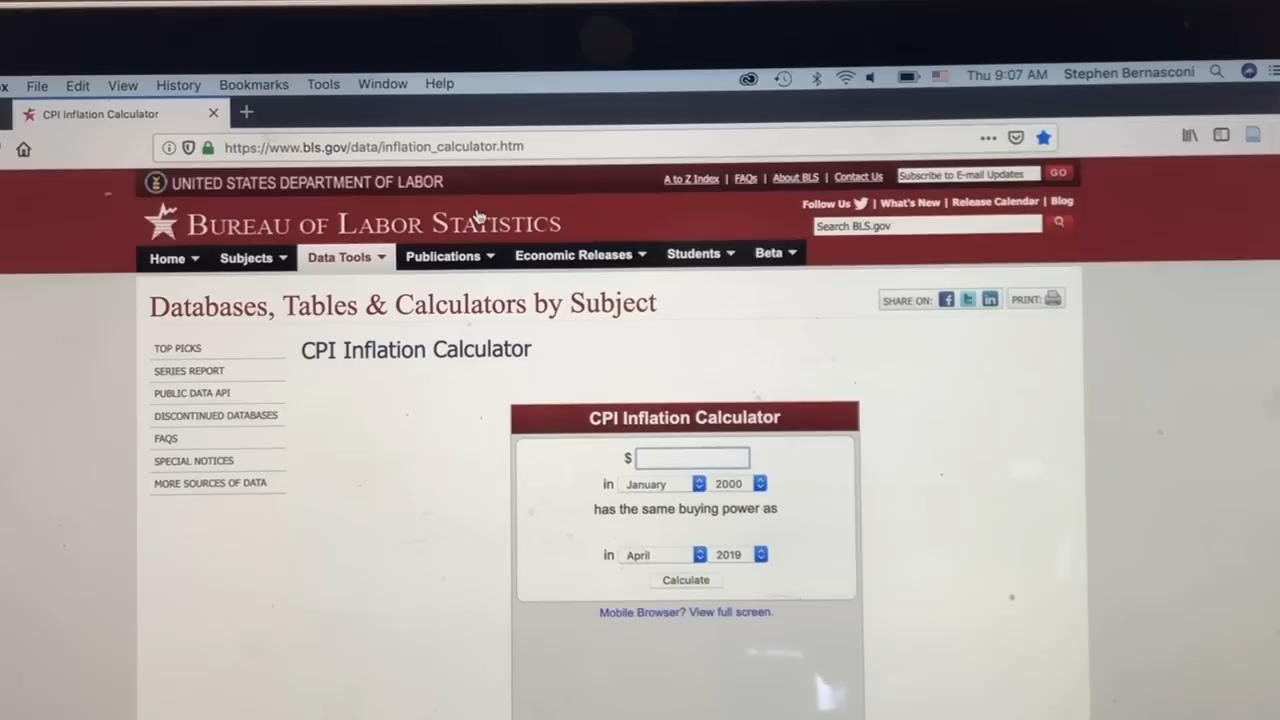 File Edit View History Bookmarks Tools Window Help Thu 9:07 AM Stephen Bernasconi
CPI Inflation Calculator
https://www.bls.gov/data/inflation_calculator.htm
UNITED STATES DEPARTMENT OF LABOR
A to Z Index | FAQs | About BLS | Contact Us Subscribe to E-mail Updates GO
BUREAU OF LABOR STATISTICS
Follow Us | What's New | Release Calendar | Blog
Search BLS.gov
Home Subjects Data Tools Publications Economic Releases Students Beta
Databases, Tables & Calculators by Subject
SHARE ON: PRINT:
TOP PICKS
SERIES REPORT
PUBLIC DATA API
DISCONTINUED DATABASES
FAQS
SPECIAL NOTICES
MORE SOURCES OF DATA
CPI Inflation Calculator
CPI Inflation Calculator
$
in January 2000
has the same buying power as
in April 2019
Calculate
Mobile Browser? View full screen.